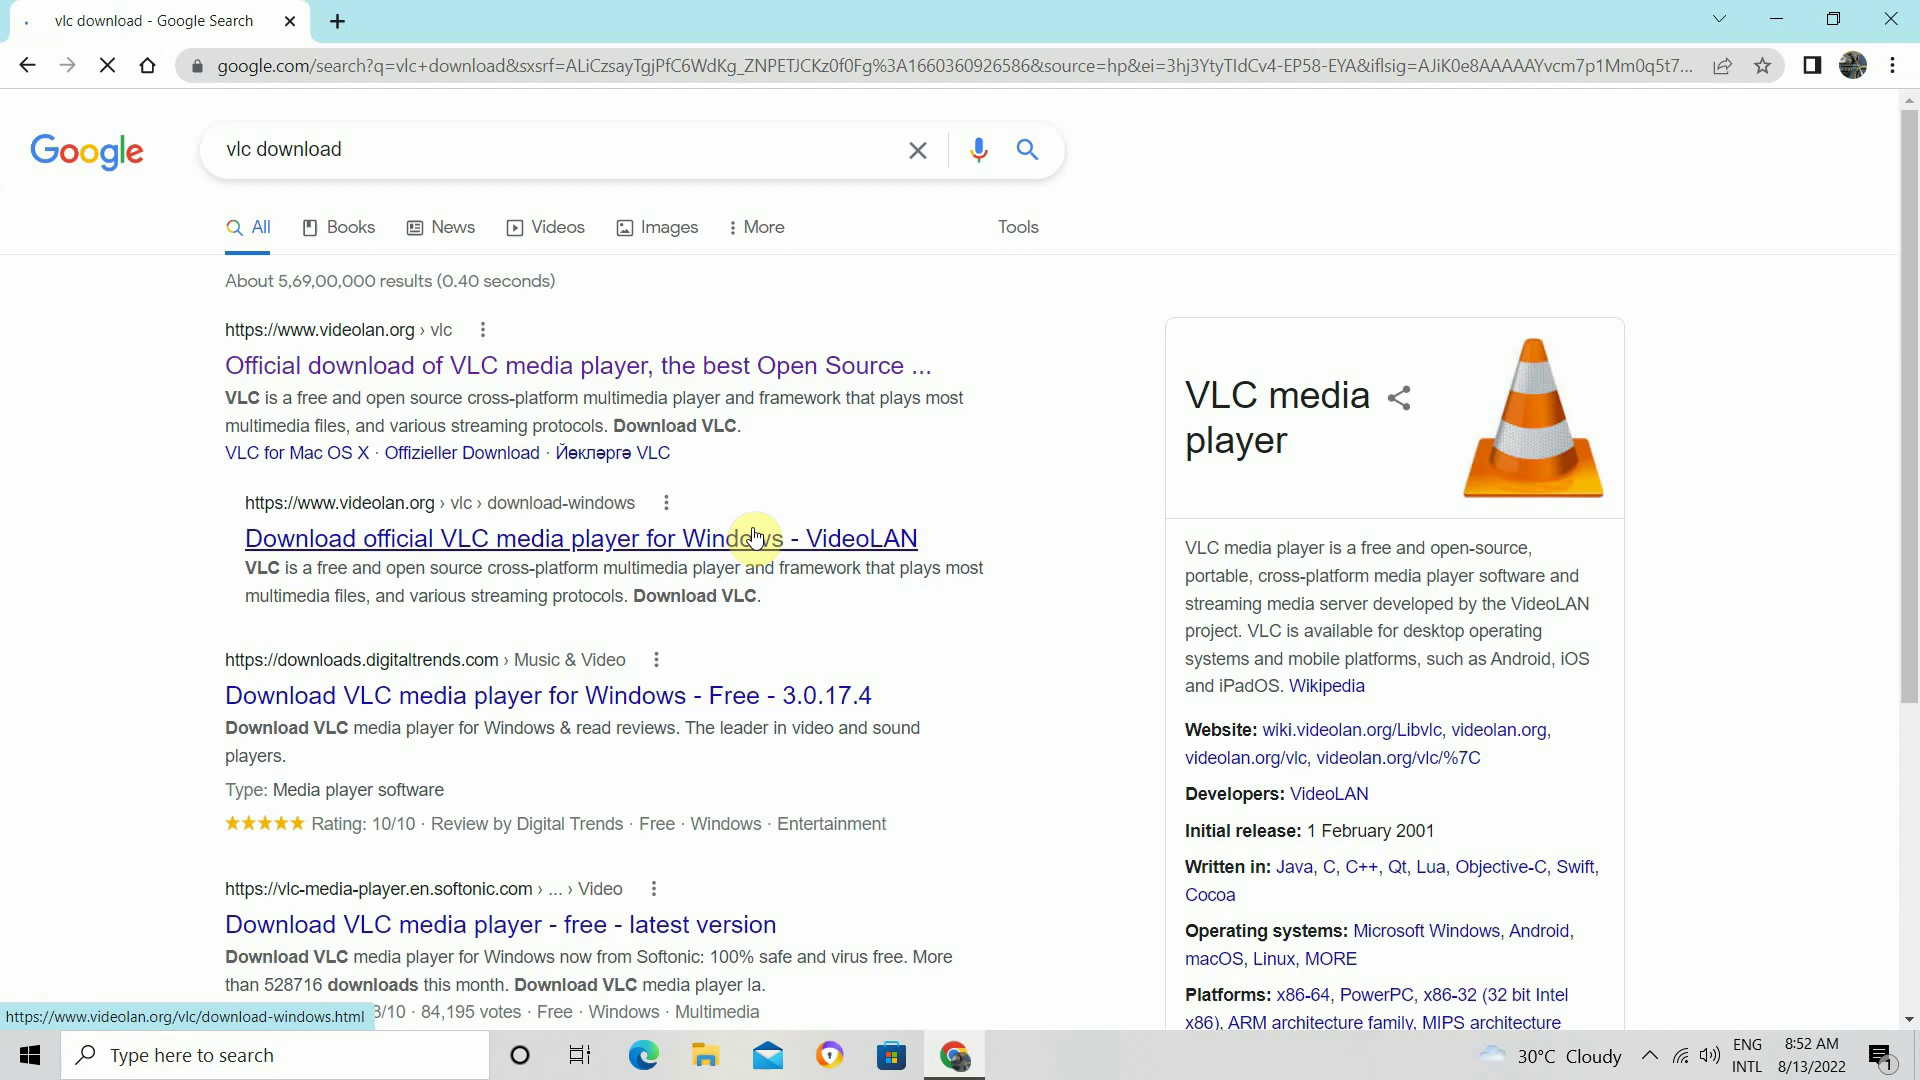 vlc download - Google Search
google.com/search?q=vlc+download&sxsrf=ALiCzsayTgjPfC6WdKg_ZNPETJCKz0f0Fg%3A1660360926586&source=hp&ei=3hj3YtyTIdCv4-EP58-EYA&iflsig=AJiK0e8AAAAAYvcm7p1Mm0q5t7...
Google
vlc download
All Books News Videos Images More Tools
About 5,69,00,000 results (0.40 seconds)
https://www.videolan.org › vlc
Official download of VLC media player, the best Open Source ...
VLC is a free and open source cross-platform multimedia player and framework that plays most
multimedia files, and various streaming protocols. Download VLC.
VLC for Mac OS X · Offizieller Download · Йөкләргә VLC
https://www.videolan.org › vlc › download-windows
Download official VLC media player for Windows - VideoLAN
VLC is a free and open source cross-platform multimedia player and framework that plays most
multimedia files, and various streaming protocols. Download VLC.
https://downloads.digitaltrends.com › Music & Video
Download VLC media player for Windows - Free - 3.0.17.4
Download VLC media player for Windows & read reviews. The leader in video and sound
players.
Type: Media player software
Rating: 10/10 · Review by Digital Trends · Free · Windows · Entertainment
https://vlc-media-player.en.softonic.com › ... › Video
Download VLC media player - free - latest version
Download VLC media player for Windows now from Softonic: 100% safe and virus free. More
than 528716 downloads this month. Download VLC media player la.
/10 · 84,195 votes · Free · Windows · Multimedia
https://www.videolan.org/vlc/download-windows.html
VLC media
player
VLC media player is a free and open-source,
portable, cross-platform media player software and
streaming media server developed by the VideoLAN
project. VLC is available for desktop operating
systems and mobile platforms, such as Android, iOS
and iPadOS. Wikipedia
Website: wiki.videolan.org/Libvlc, videolan.org,
videolan.org/vlc, videolan.org/vlc/%7C
Developers: VideoLAN
Initial release: 1 February 2001
Written in: Java, C, C++, Qt, Lua, Objective-C, Swift,
Cocoa
Operating systems: Microsoft Windows, Android,
macOS, Linux, MORE
Platforms: x86-64, PowerPC, x86-32 (32 bit Intel
x86), ARM architecture family, MIPS architecture
Type here to search
30°C Cloudy
ENG
INTL
8:52 AM
8/13/2022
1